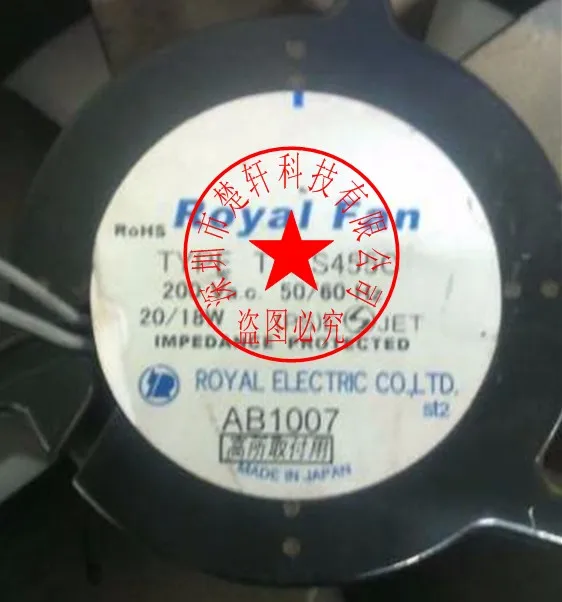 Royal Fan
RoHS
TYPE
50/60
20/18W JET
IMPEDANCE PROTECTED
ROYAL ELECTRIC CO.,LTD.
st2
AB1007
高所取付用
MADE IN JAPAN
深圳市楚轩科技有限公司
盗图必究